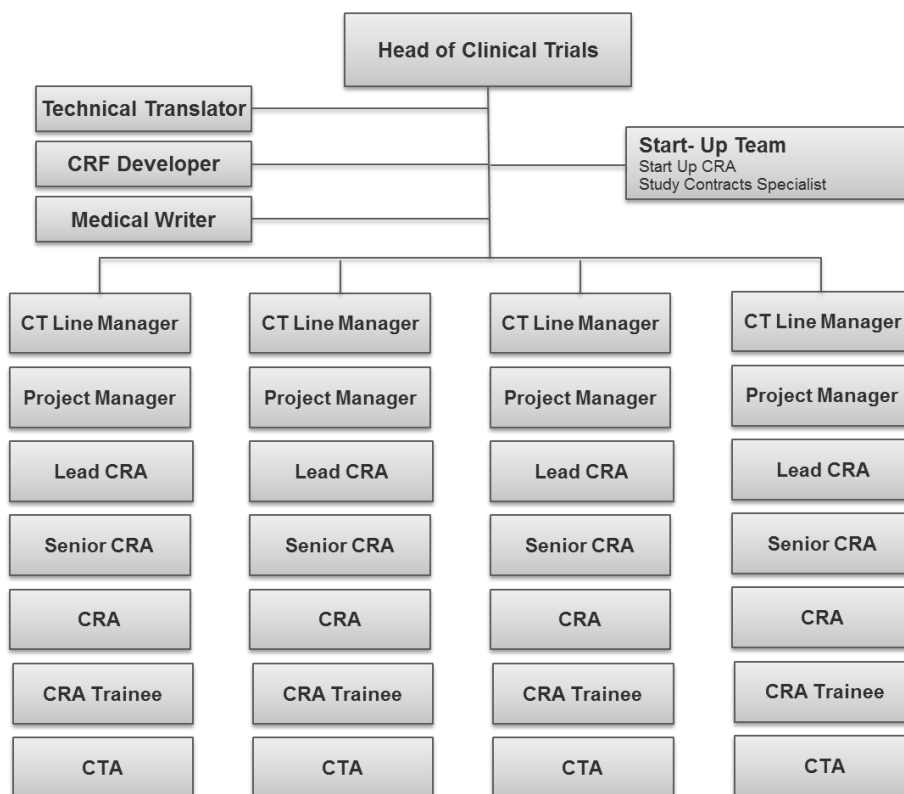 Head of Clinical Trials
Technical Translator
CRF Developer
Medical Writer
Start- Up Team
Start Up CRA
Study Contracts Specialist
CT Line Manager
CT Line Manager
CT Line Manager
CT Line Manager
Project Manager
Project Manager
Project Manager
Project Manager
Lead CRA
Lead CRA
Lead CRA
Lead CRA
Senior CRA
Senior CRA
Senior CRA
Senior CRA
CRA
CRA
CRA
CRA
CRA Trainee
CRA Trainee
CRA Trainee
CRA Trainee
CTA
CTA
CTA
CTA